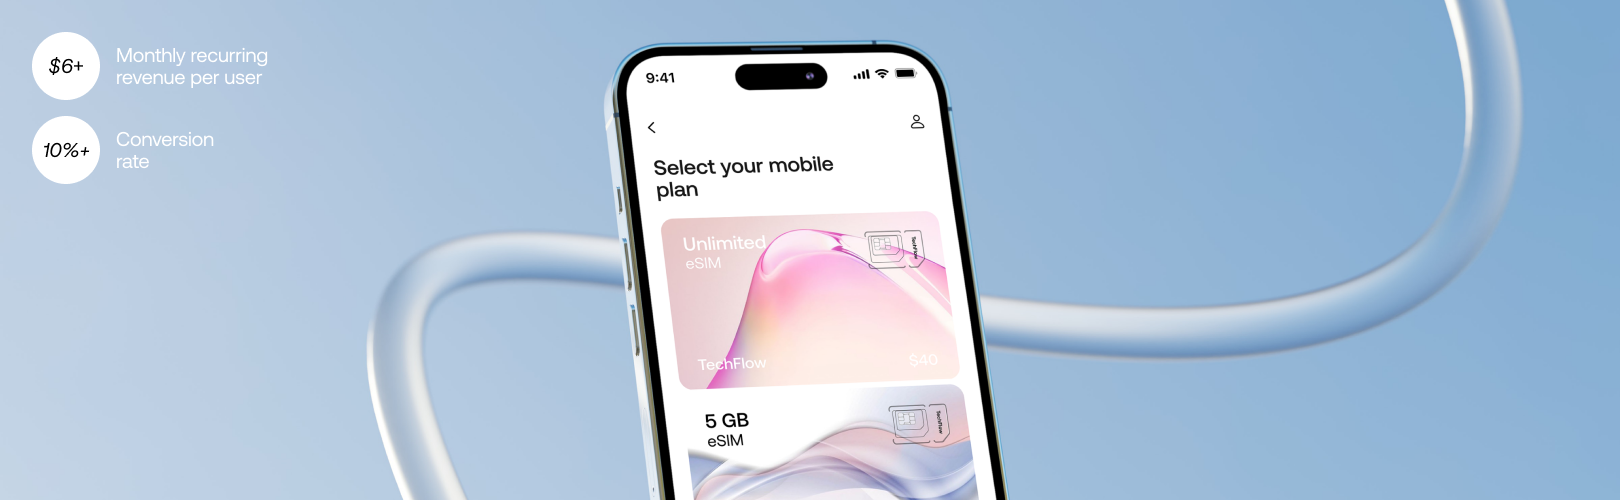 $6+
Monthly recurring
revenue per user
10%+
Conversion
rate
9:41
Select your mobile
plan
Unlimited
eSIM
TechFlow
TechFlow
$40
5 GB
eSIM
TechFlow